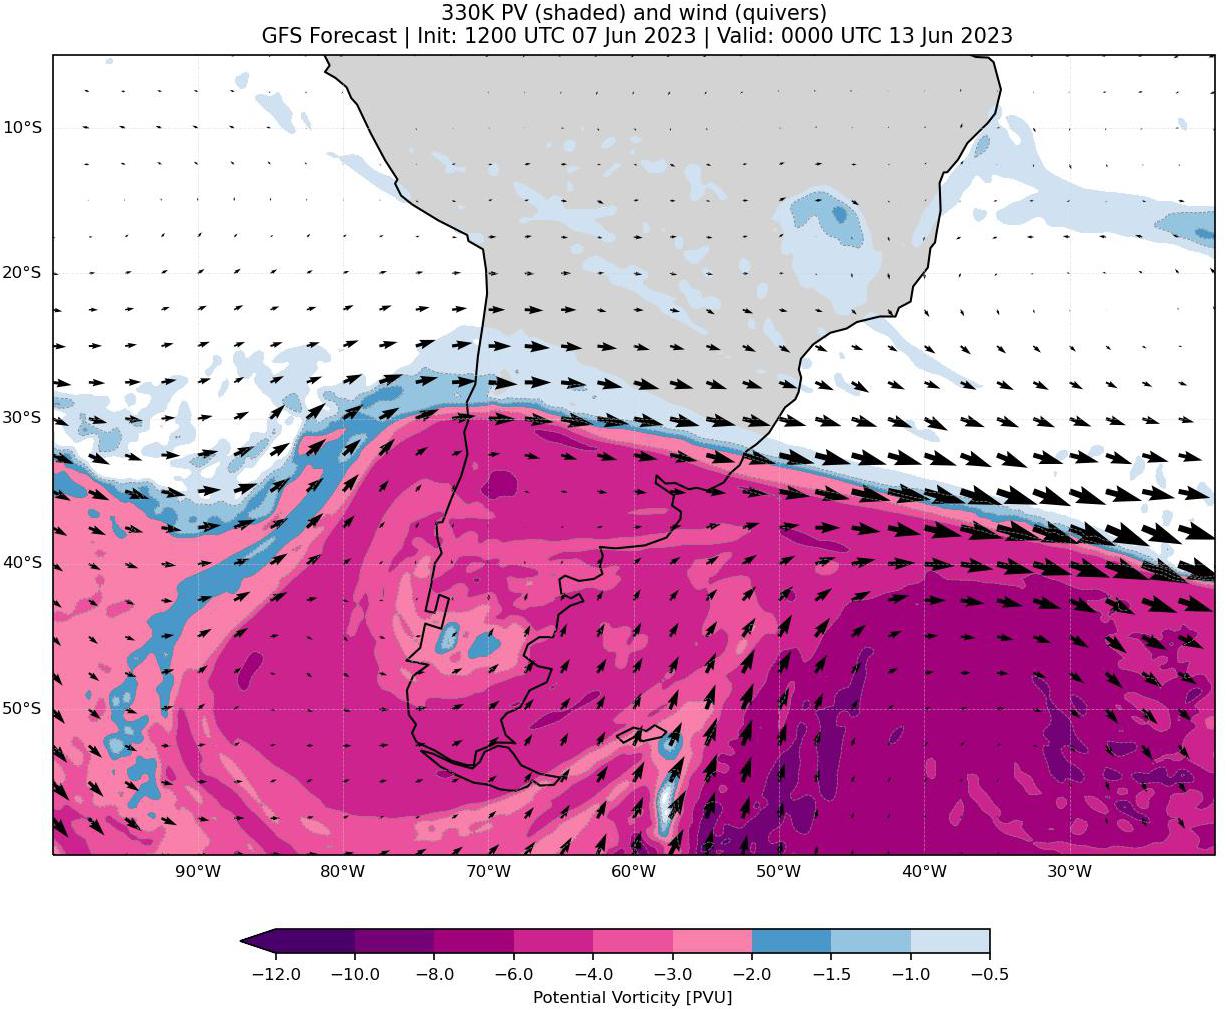 330K PV (shaded) and wind (quivers)
GFS Forecast | Init: 1200 UTC 07 Jun 2023 | Valid: 0000 UTC 13 Jun 2023
10°S
20°S
30°S
40°S
50°S
90°W 80°W 70°W 60°W 50°W 40°W 30°W
−12.0 −10.0 −8.0 −6.0 −4.0 −3.0 −2.0 −1.5 −1.0 −0.5
Potential Vorticity [PVU]